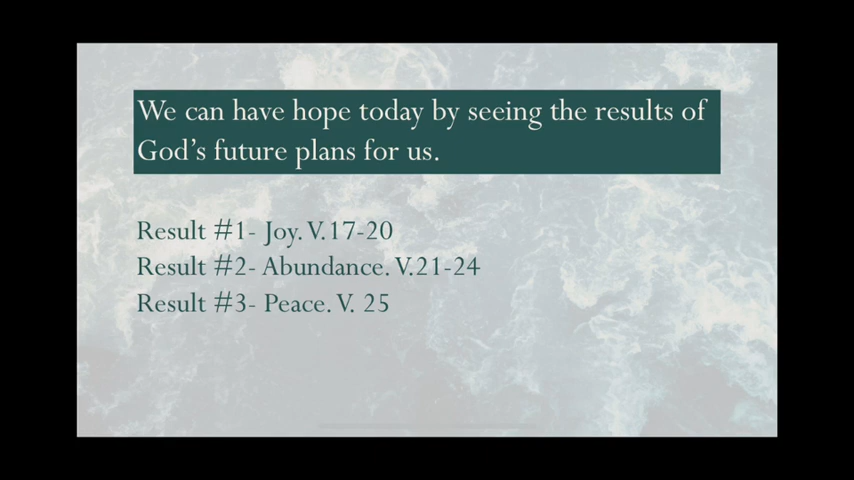 We can have hope today by seeing the results of
God’s future plans for us.
Result #1- Joy. V.17-20
Result #2- Abundance. V.21-24
Result #3- Peace. V. 25